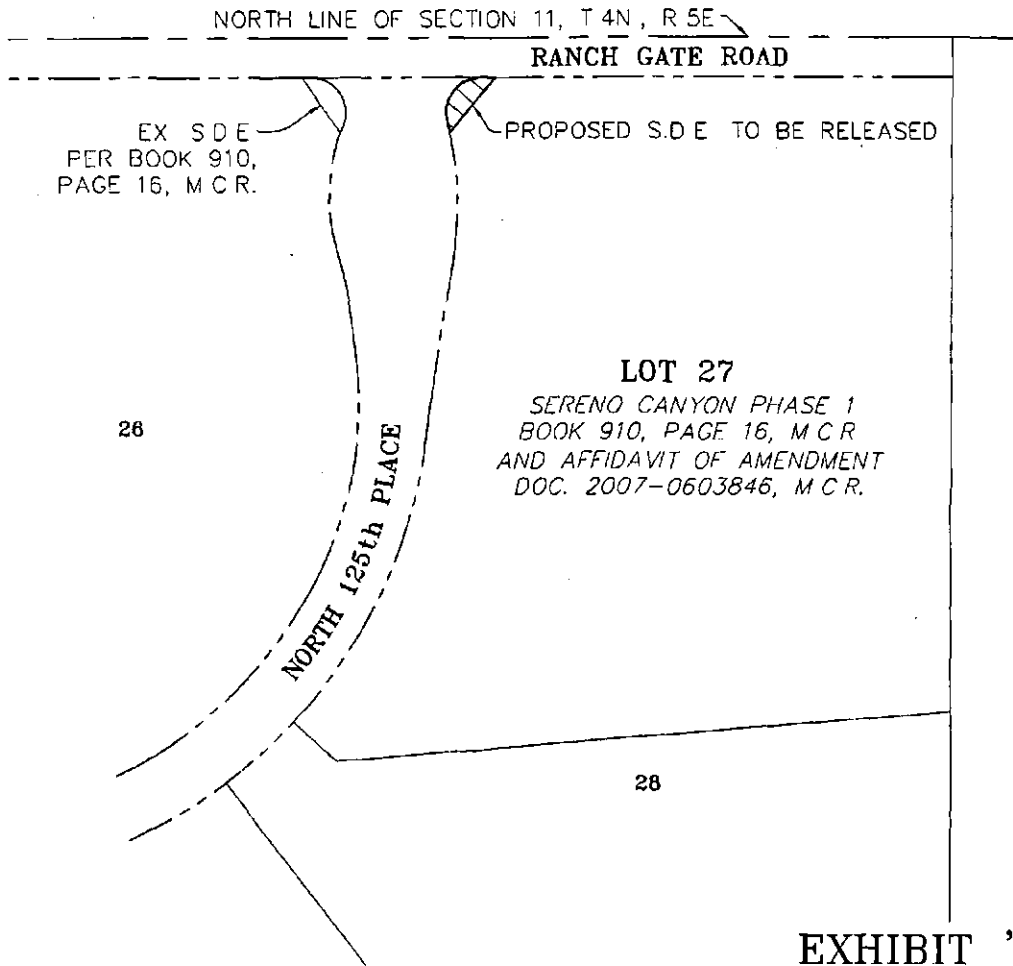 NORTH LINE OF SECTION 11, T 4N, R 5E
RANCH GATE ROAD
EX S D E
PER BOOK 910,
PAGE 16, M C R.
PROPOSED S.D E TO BE RELEASED
LOT 27
SERENO CANYON PHASE 1
BOOK 910, PAGE 16, M C R
AND AFFIDAVIT OF AMENDMENT
DOC. 2007-0603846, M C R.
26
NORTH 125th PLACE
28
EXHIBIT '